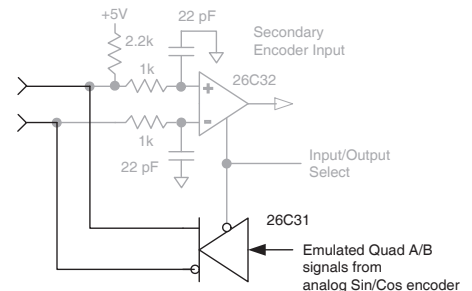 +5V
22 pF
2.2k
Secondary
Encoder Input
1k
26C32
+
-
1k
22 pF
Input/Output
Select
26C31
Emulated Quad A/B
signals from
analog Sin/Cos encoder